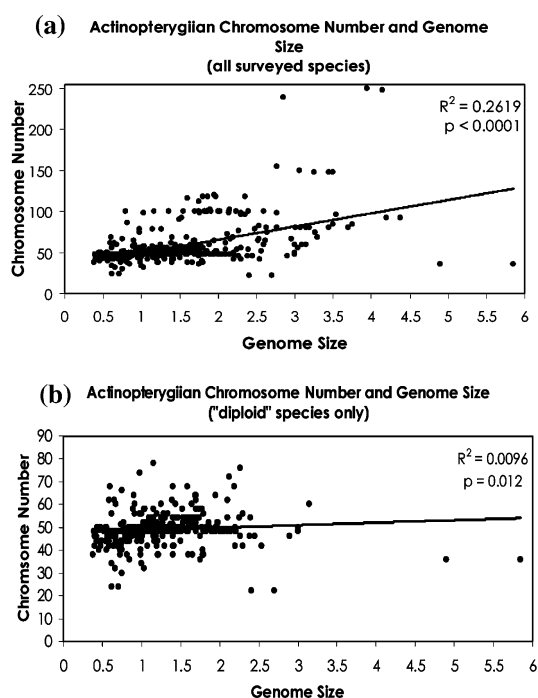 (a) Actinopterygiian Chromosome Number and Genome
Size
(all surveyed species)
R² = 0.2619
p < 0.0001
Chromosome Number
250
200
150
100
50
0
0 0.5 1 1.5 2 2.5 3 3.5 4 4.5 5 5.5 6
Genome Size
(b) Actinopterygiian Chromosome Number and Genome Size
("diploid" species only)
R² = 0.0096
p = 0.012
Chromsome Number
90
80
70
60
50
40
30
20
10
0
0 0.5 1 1.5 2 2.5 3 3.5 4 4.5 5 5.5 6
Genome Size